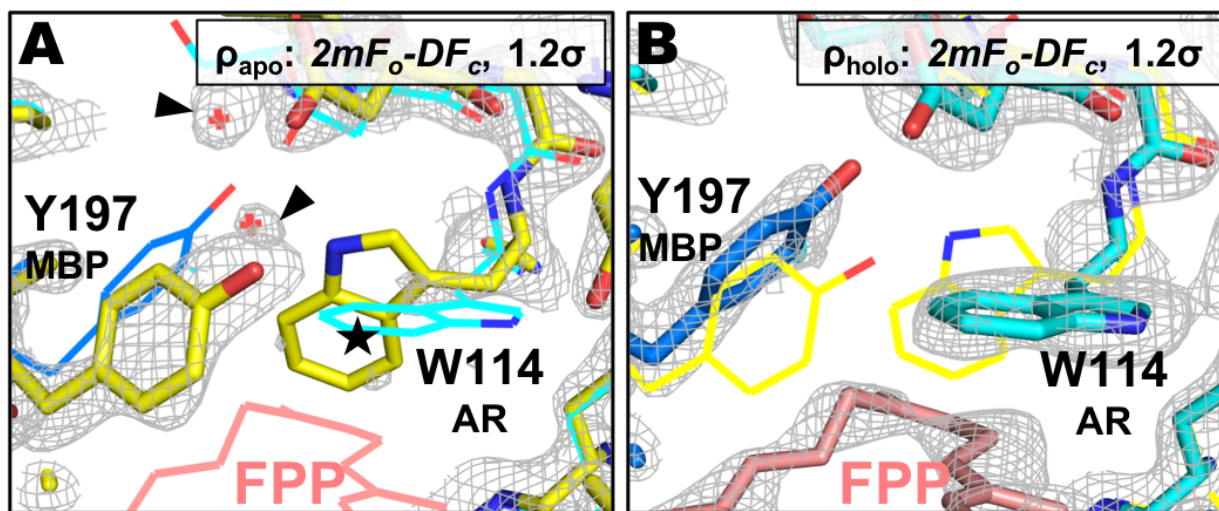 A
ρapo: 2mFo-DFc, 1.2σ
Y197
MBP
W114
AR
FPP
B
ρholo: 2mFo-DFc, 1.2σ
Y197
MBP
W114
AR
FPP